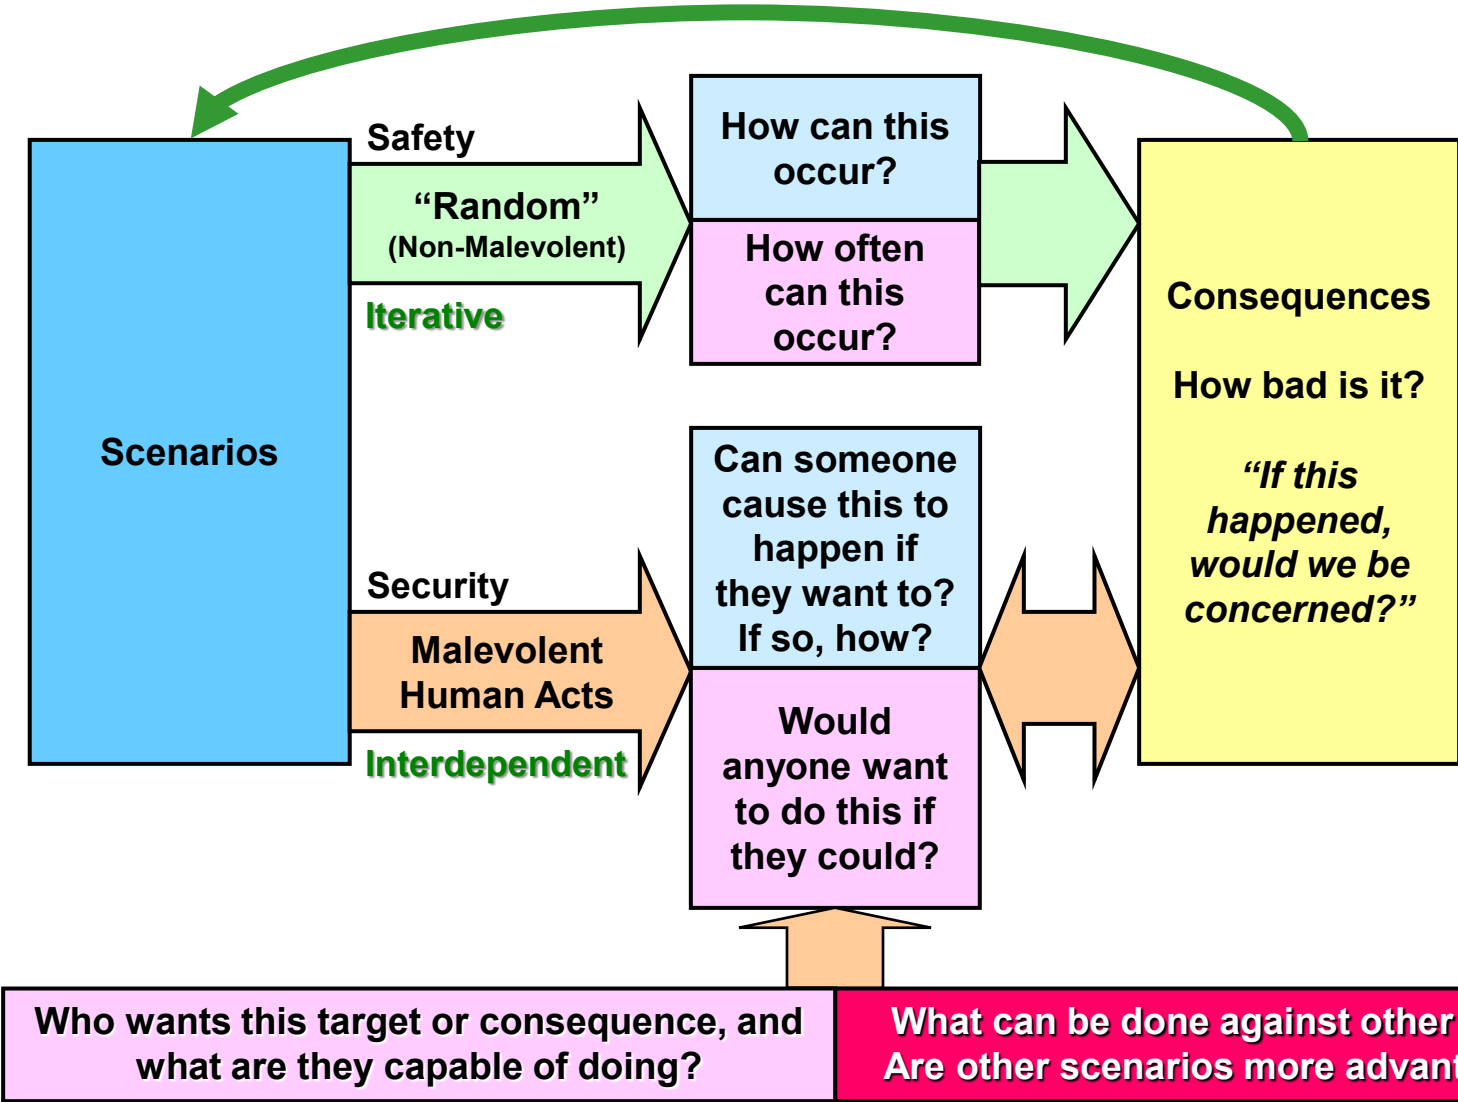 Scenarios
Safety
“Random”
(Non-Malevolent)
Iterative
How can this
occur?
How often
can this
occur?
Security
Malevolent
Human Acts
Interdependent
Can someone
cause this to
happen if
they want to?
If so, how?
Would
anyone want
to do this if
they could?
Consequences
How bad is it?
“If this
happened,
would we be
concerned?”
Who wants this target or consequence, and
what are they capable of doing?
What can be done against other
Are other scenarios more